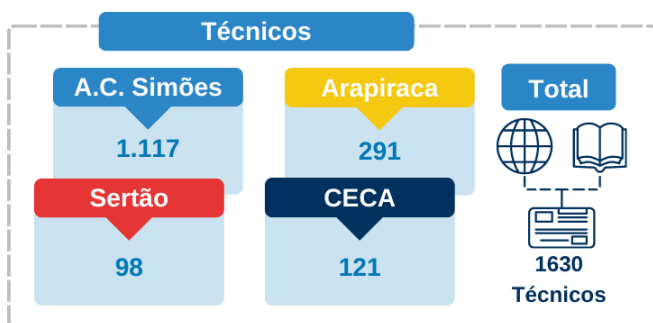 Técnicos
A.C. Simões
1.117
Arapiraca
291
Sertão
98
CECA
121
Total
1630
Técnicos